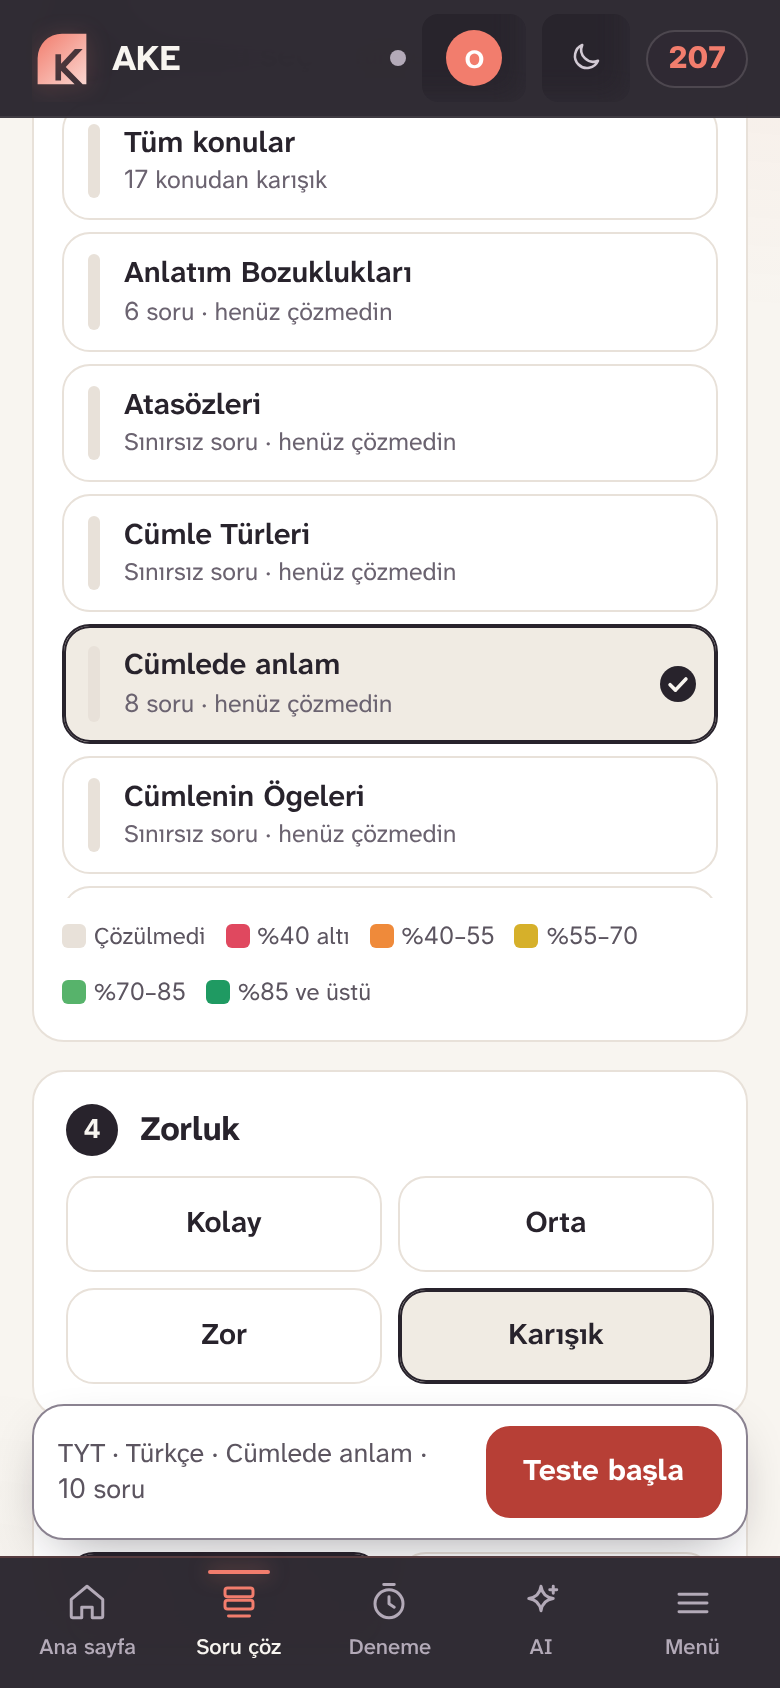 AKE
O
207
Tüm konular
17 konudan karışık
Anlatım Bozuklukları
6 soru · henüz çözmedin
Atasözleri
Sınırsız soru · henüz çözmedin
Cümle Türleri
Sınırsız soru · henüz çözmedin
Cümlede anlam
8 soru · henüz çözmedin
Cümlenin Ögeleri
Sınırsız soru · henüz çözmedin
Çözülmedi %40 altı %40–55 %55–70
%70–85 %85 ve üstü
4 Zorluk
Kolay Orta
Zor Karışık
TYT · Türkçe · Cümlede anlam ·
10 soru
Teste başla
Ana sayfa Soru çöz Deneme AI Menü